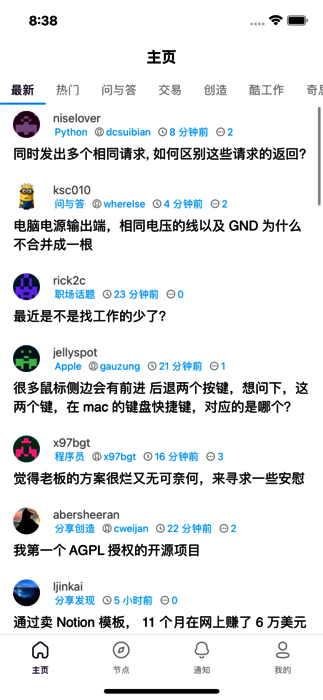 8:38
主页
最新 热门 问与答 交易 创造 酷工作
niselover
Python dcsuibian 8 分钟前 2
同时发出多个相同请求, 如何区别这些请求的返回?
ksc010
问与答 wherelse 4 分钟前 2
电脑电源输出端，相同电压的线以及 GND 为什么
不合并成一根
rick2c
职场话题 23 分钟前 0
最近是不是找工作的少了?
jellyspot
Apple gauzung 21 分钟前 1
很多鼠标侧边会有前进 后退两个按键，想问下，这
两个键，在 mac 的键盘快捷键，对应的是哪个?
x97bgt
程序员 x97bgt 16 分钟前 3
觉得老板的方案很烂又无可奈何，来寻求一些安慰
abersheeran
分享创造 cweijan 22 分钟前 2
我第一个 AGPL 授权的开源项目
ljinkai
分享发现 5 小时前 0
通过卖 Notion 模板， 11 个月在网上赚了 6 万美元
主页 节点 通知 我的